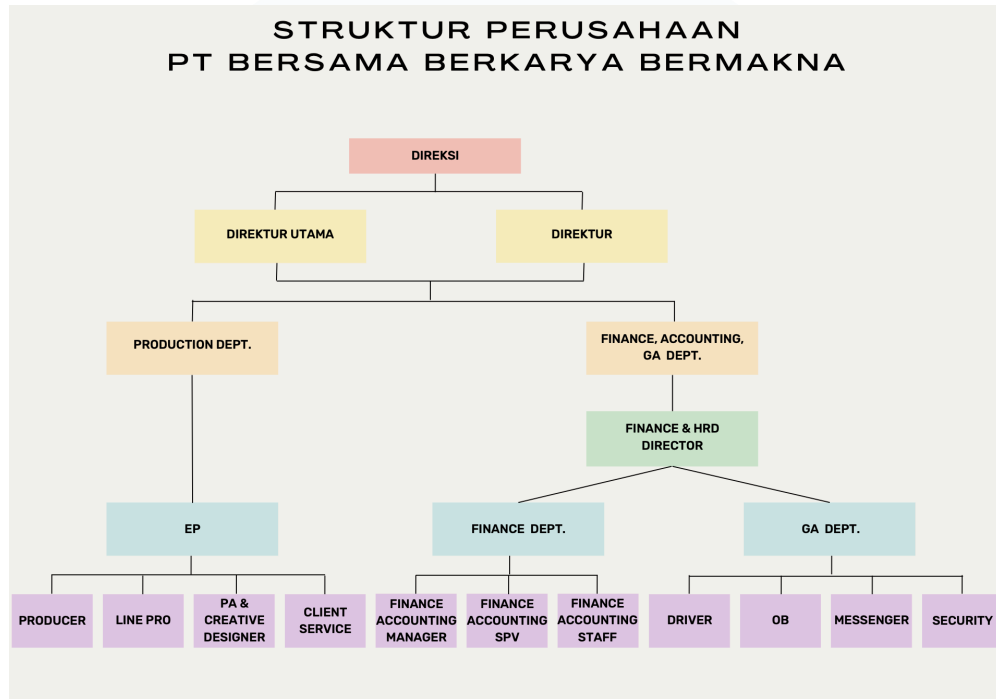 STRUKTUR PERUSAHAAN
PT BERSAMA BERKARYA BERMAKNA
DIREKSI
DIREKTUR UTAMA
DIREKTUR
PRODUCTION DEPT.
FINANCE, ACCOUNTING,
GA DEPT.
FINANCE & HRD
DIRECTOR
EP
FINANCE DEPT.
GA DEPT.
PRODUCER
LINE PRO
PA &
CREATIVE
DESIGNER
CLIENT
SERVICE
FINANCE
ACCOUNTING
MANAGER
FINANCE
ACCOUNTING
SPV
FINANCE
ACCOUNTING
STAFF
DRIVER
OB
MESSENGER
SECURITY